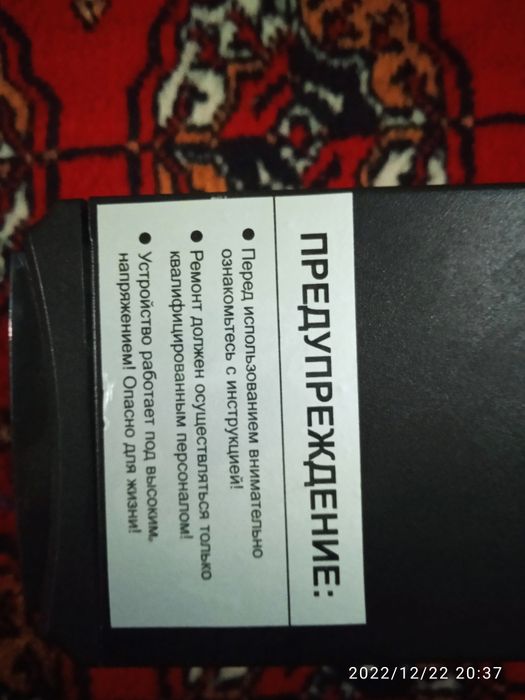 ПРЕДУПРЕЖДЕНИЕ:
● Перед использованием внимательно
ознакомьтесь с инструкцией!
● Ремонт должен осуществляться только
квалифицированным персоналом!
● Устройство работает под высоким,
напряжением! Опасно для жизни!
2022/12/22 20:37